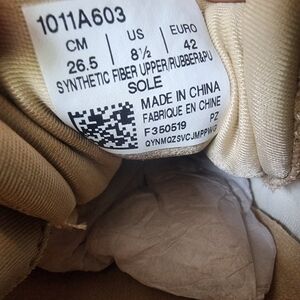 1011A603
CM | US | EURO
26.5 | 8½ | 42
SYNTHETIC FIBER UPPER/RUBBER&PU
SOLE
MADE IN CHINA
FABRIQUE EN CHINE
F350519 PZ